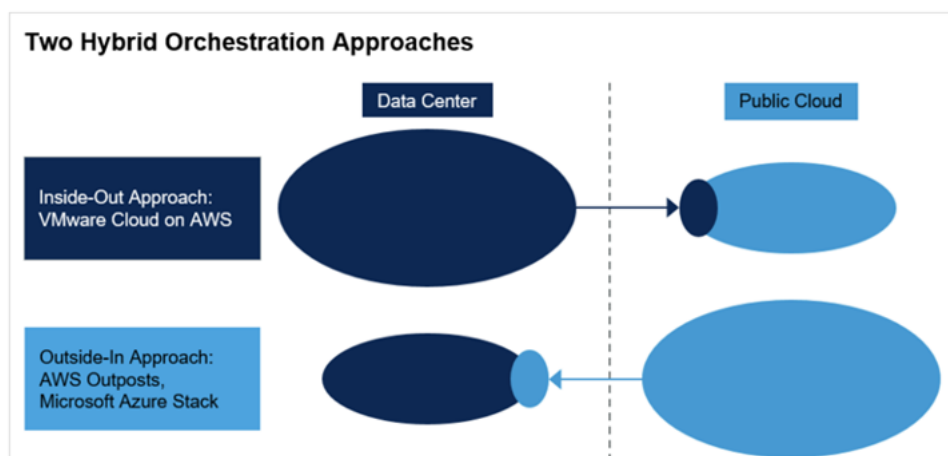 Two Hybrid Orchestration Approaches
Data Center
Public Cloud
Inside-Out Approach:
VMware Cloud on AWS
Outside-In Approach:
AWS Outposts,
Microsoft Azure Stack